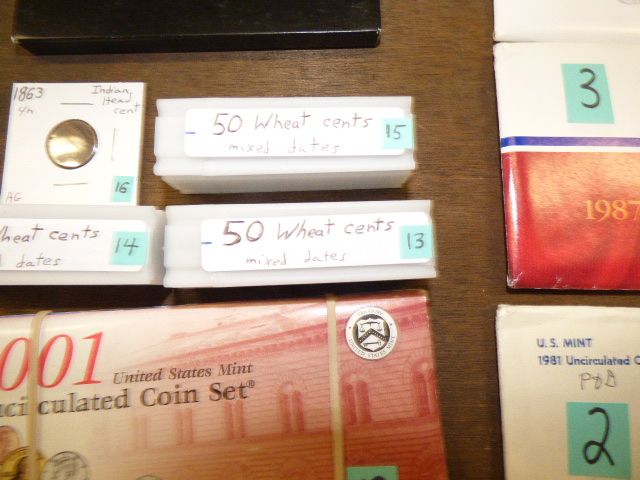 1863
Indian
Head
cent
AG
16
50 Wheat cents
mixed dates
15
heat cents
dates
14
50 Wheat cents
mixed dates
13
3
1987
001
United States Mint
circulated Coin Set®
U.S. MINT
1981 Uncirculated C
P&D
2